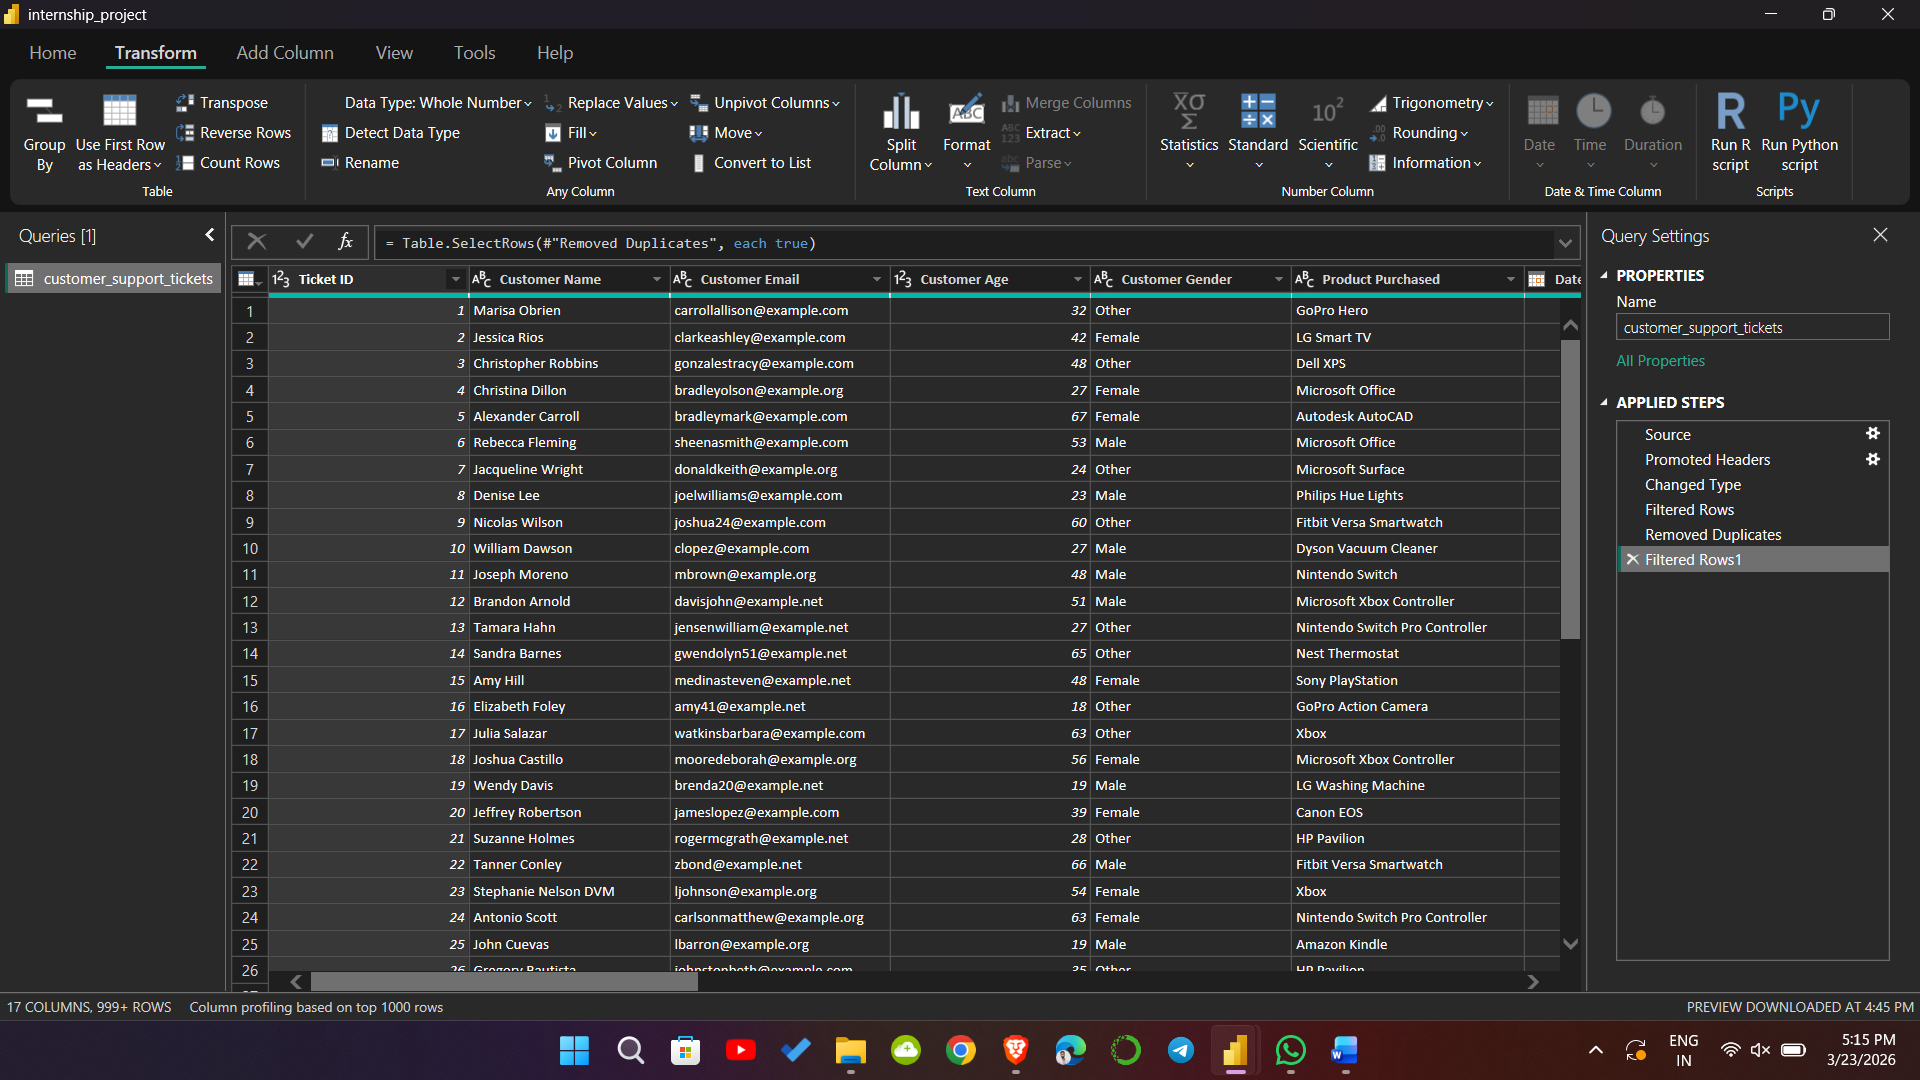 internship_project
Home Transform Add Column View Tools Help
Group By
Use First Row as Headers
Transpose
Reverse Rows
Count Rows
Table
Data Type: Whole Number
Detect Data Type
Rename
Replace Values
Fill
Pivot Column
Unpivot Columns
Move
Convert to List
Any Column
Split Column
Format
Merge Columns
Extract
Parse
Text Column
Statistics
Standard
Scientific
Trigonometry
Rounding
Information
Number Column
Date
Time
Duration
Date & Time Column
Run R script
Run Python script
Scripts
Queries [1]
customer_support_tickets
= Table.SelectRows(#"Removed Duplicates", each true)
Ticket ID Customer Name Customer Email Customer Age Customer Gender Product Purchased Date
1 1 Marisa Obrien carrollallison@example.com 32 Other GoPro Hero
2 2 Jessica Rios clarkeashley@example.com 42 Female LG Smart TV
3 3 Christopher Robbins gonzalestracy@example.com 48 Other Dell XPS
4 4 Christina Dillon bradleyolson@example.org 27 Female Microsoft Office
5 5 Alexander Carroll bradleymark@example.com 67 Female Autodesk AutoCAD
6 6 Rebecca Fleming sheenasmith@example.com 53 Male Microsoft Office
7 7 Jacqueline Wright donaldkeith@example.org 24 Other Microsoft Surface
8 8 Denise Lee joelwilliams@example.com 23 Male Philips Hue Lights
9 9 Nicolas Wilson joshua24@example.com 60 Other Fitbit Versa Smartwatch
10 10 William Dawson clopez@example.com 27 Male Dyson Vacuum Cleaner
11 11 Joseph Moreno mbrown@example.org 48 Male Nintendo Switch
12 12 Brandon Arnold davisjohn@example.net 51 Male Microsoft Xbox Controller
13 13 Tamara Hahn jensenwilliam@example.net 27 Other Nintendo Switch Pro Controller
14 14 Sandra Barnes gwendolyn51@example.net 65 Other Nest Thermostat
15 15 Amy Hill medinasteven@example.net 48 Female Sony PlayStation
16 16 Elizabeth Foley amy41@example.net 18 Other GoPro Action Camera
17 17 Julia Salazar watkinsbarbara@example.com 63 Other Xbox
18 18 Joshua Castillo mooredeborah@example.org 56 Female Microsoft Xbox Controller
19 19 Wendy Davis brenda20@example.net 19 Male LG Washing Machine
20 20 Jeffrey Robertson jameslopez@example.com 39 Female Canon EOS
21 21 Suzanne Holmes rogermcgrath@example.net 28 Other HP Pavilion
22 22 Tanner Conley zbond@example.net 66 Male Fitbit Versa Smartwatch
23 23 Stephanie Nelson DVM ljohnson@example.org 54 Female Xbox
24 24 Antonio Scott carlsonmatthew@example.org 63 Female Nintendo Switch Pro Controller
25 25 John Cuevas lbarron@example.org 19 Male Amazon Kindle
26 26 Gregory Bautista johnstonbeth@example.com 35 Other HP Pavilion
Query Settings
PROPERTIES
Name
customer_support_tickets
All Properties
APPLIED STEPS
Source
Promoted Headers
Changed Type
Filtered Rows
Removed Duplicates
Filtered Rows1
17 COLUMNS, 999+ ROWS Column profiling based on top 1000 rows
PREVIEW DOWNLOADED AT 4:45 PM
ENG
IN
5:15 PM
3/23/2026